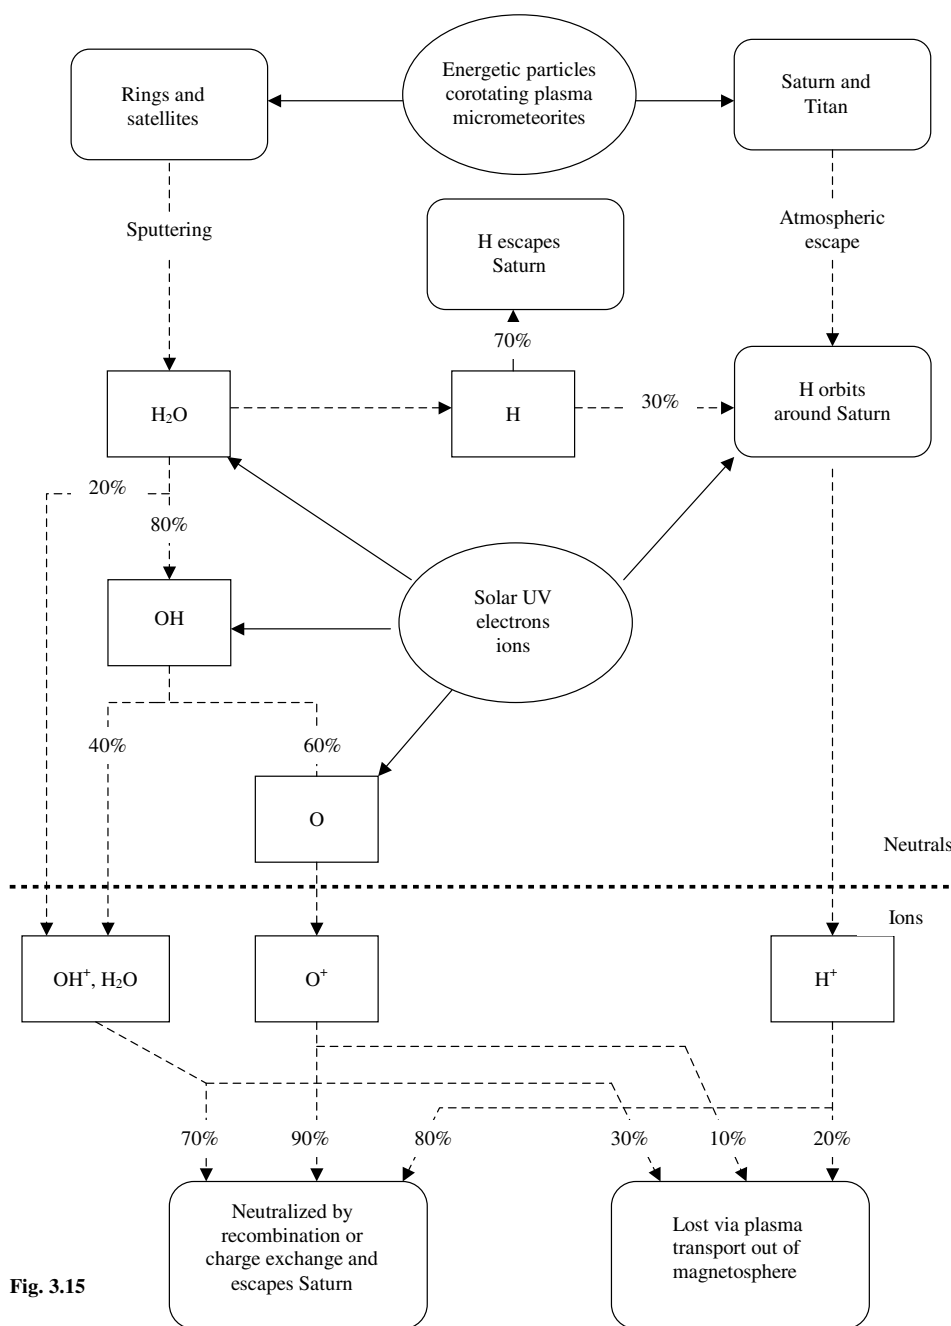 Energetic particles
corotating plasma
micrometeorites
Rings and
satellites
Saturn and
Titan
Sputtering
H escapes
Saturn
Atmospheric
escape
70%
H₂O
H
30%
H orbits
around Saturn
20%
80%
OH
Solar UV
electrons
ions
40%
60%
O
Neutrals
Ions
OH⁺, H₂O
O⁺
H⁺
70%
90%
80%
30%
10%
20%
Neutralized by
recombination or
charge exchange and
escapes Saturn
Lost via plasma
transport out of
magnetosphere
Fig. 3.15